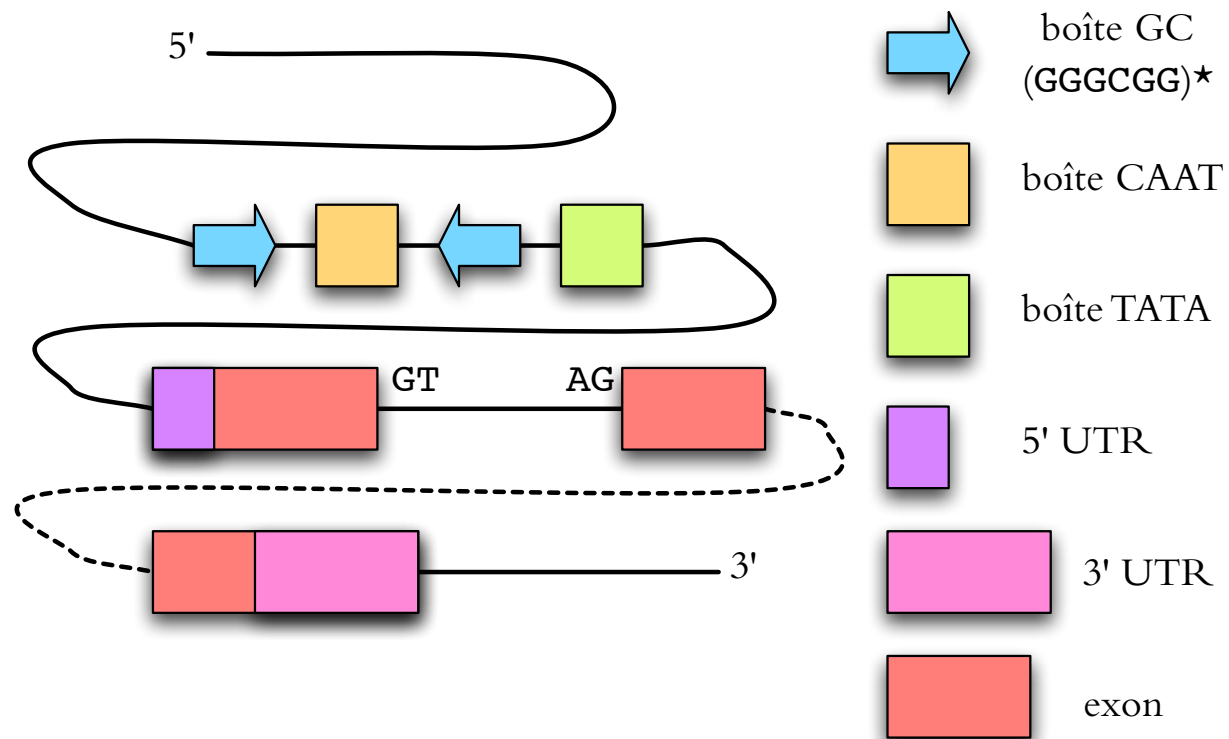 5'
GT
AG
3'
boîte GC
(GGGCGG)★
boîte CAAT
boîte TATA
5' UTR
3' UTR
exon